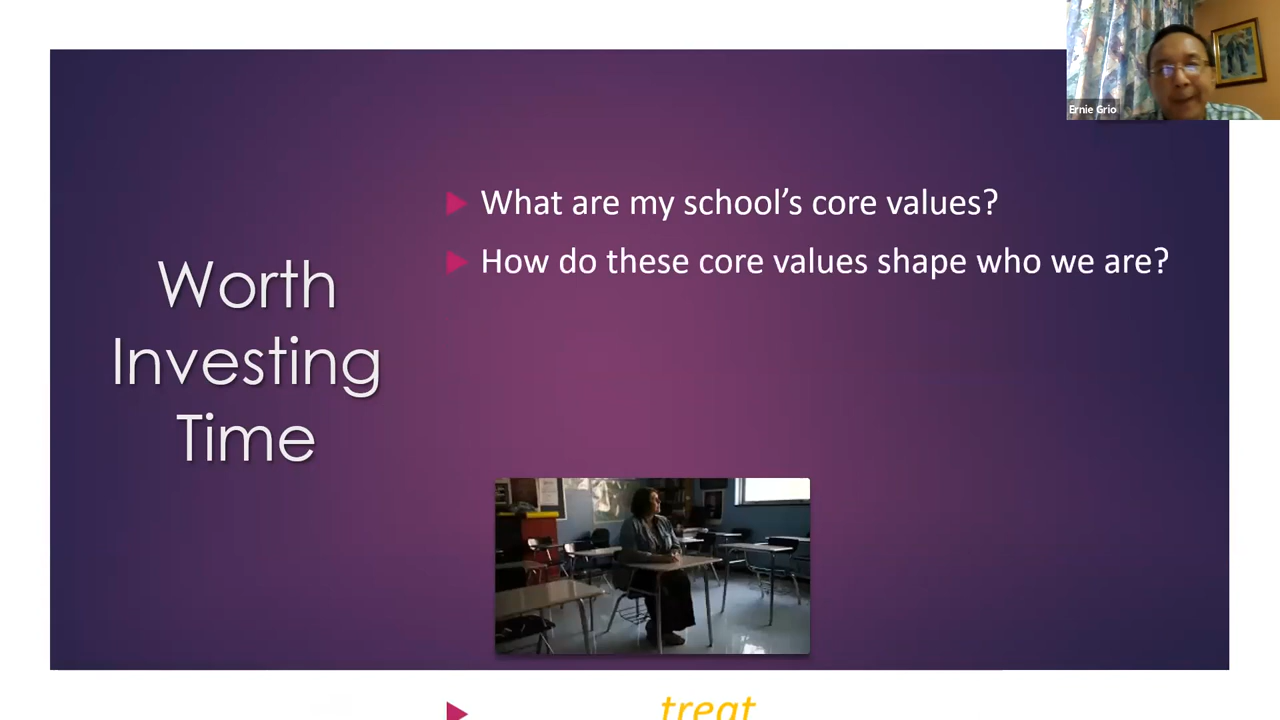 Ernie Grio
What are my school's core values?
How do these core values shape who we are?
Worth
Investing
Time
treat